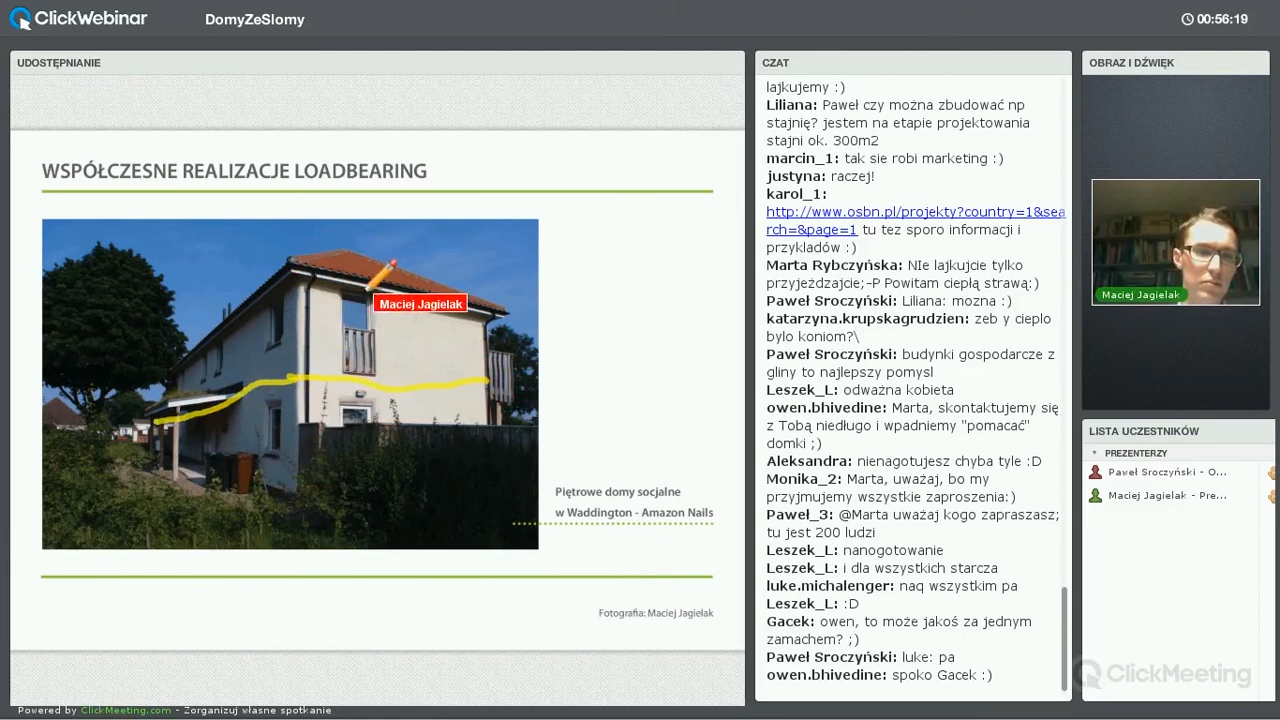 ClickWebinar
DomyZeSlomy
00:56:19
UDOSTĘPNIANIE
WSPÓŁCZESNE REALIZACJE LOADBEARING
Maciej Jagielak
Piętrowe domy socjalne
w Waddington - Amazon Nails
Fotografia: Maciej Jagielak
Powered by ClickMeeting.com - Zorganizuj własne spotkanie
CZAT
lajkujemy :)
Liliana: Paweł czy można zbudować np
stajnię? jestem na etapie projektowania
stajni ok. 300m2
marcin_1: tak sie robi marketing :)
justyna: raczej!
karol_1:
http://www.osbn.pl/projekty?country=1&sea
rch=&page=1 tu tez sporo informacji i
przykladów :)
Marta Rybczyńska: NIe lajkujcie tylko
przyjeżdzajcie;-P Powitam ciepłą strawą:)
Paweł Sroczyński: Liliana: mozna :)
katarzyna.krupskagrudzien: zeb y cieplo
bylo koniom?\
Paweł Sroczyński: budynki gospodarcze z
gliny to najlepszy pomysl
Leszek_L: odważna kobieta
owen.bhivedine: Marta, skontaktujemy się
z Tobą niedługo i wpadniemy "pomacać"
domki ;)
Aleksandra: nienagotujesz chyba tyle :D
Monika_2: Marta, uważaj, bo my
przyjmujemy wszystkie zaproszenia:)
Paweł_3: @Marta uważaj kogo zapraszasz;
tu jest 200 ludzi
Leszek_L: nanogotowanie
Leszek_L: i dla wszystkich starcza
luke.michalenger: naq wszystkim pa
Leszek_L: :D
Gacek: owen, to może jakoś za jednym
zamachem? ;)
Paweł Sroczyński: luke: pa
owen.bhivedine: spoko Gacek :)
OBRAZ I DŹWIĘK
Maciej Jagielak
LISTA UCZESTNIKÓW
PREZENTERZY
Paweł Sroczyński - O...
Maciej Jagielak - Pre...
ClickMeeting